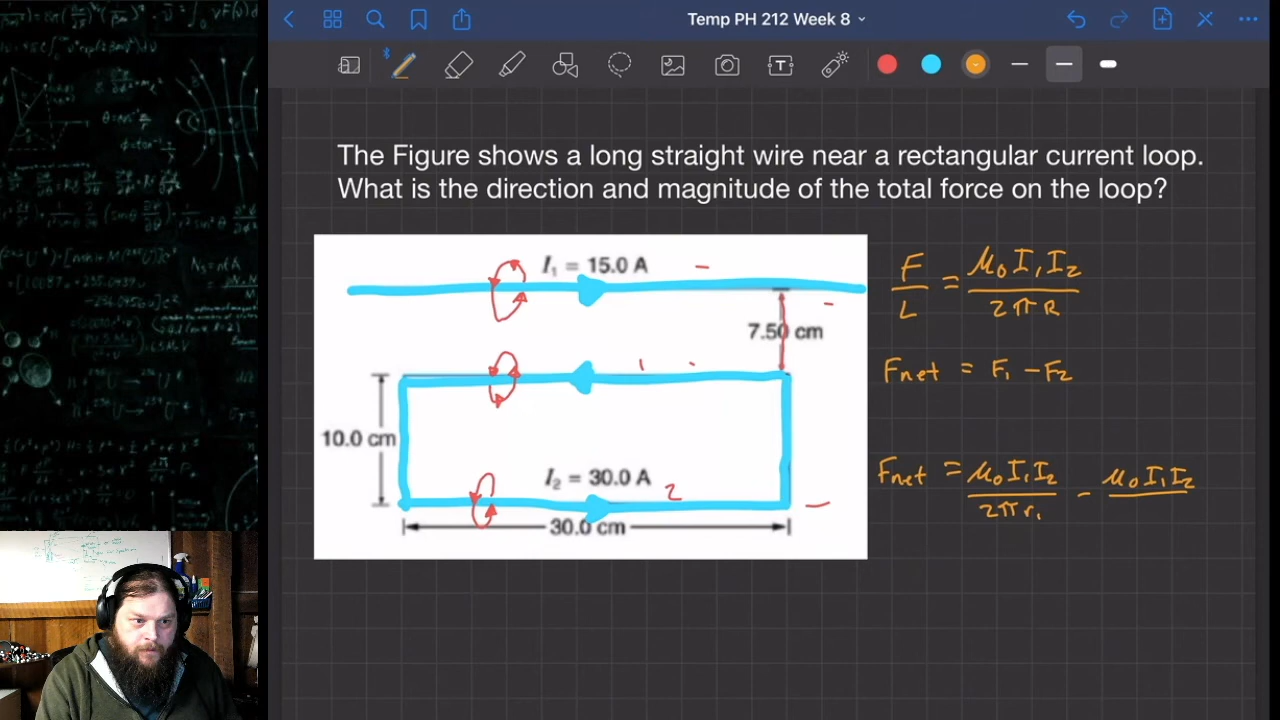 Temp PH 212 Week 8
T
The Figure shows a long straight wire near a rectangular current loop.
What is the direction and magnitude of the total force on the loop?
I₁ = 15.0 A
7.50 cm
1
10.0 cm
I₂ = 30.0 A
2
30.0 cm
F/L = μ₀I₁I₂/2πR
Fnet = F₁ - F₂
Fnet = μ₀I₁I₂/2πr₁ - μ₀I₁I₂